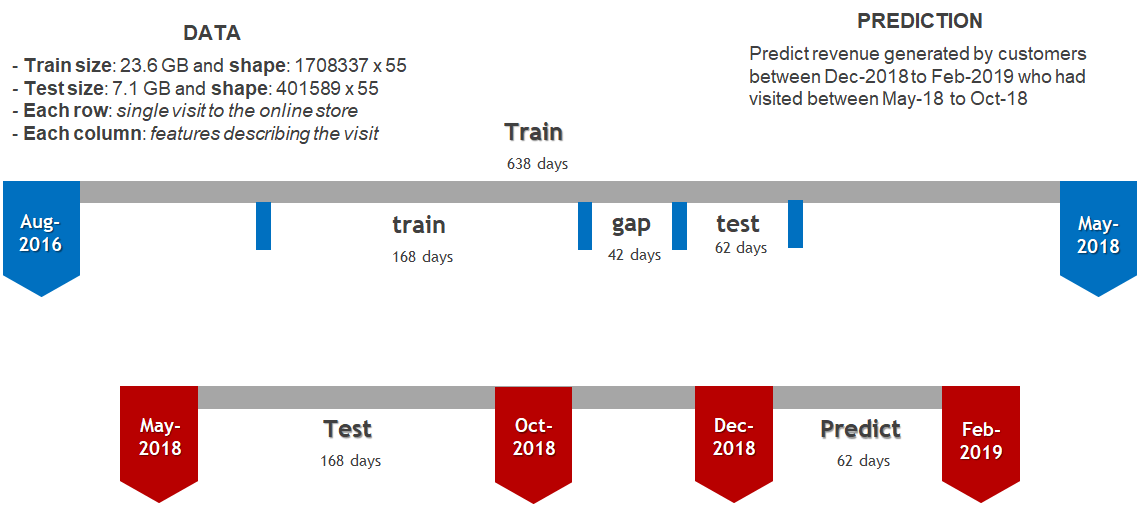 DATA
- Train size: 23.6 GB and shape: 1708337 x 55
- Test size: 7.1 GB and shape: 401589 x 55
- Each row: single visit to the online store
- Each column: features describing the visit
PREDICTION
Predict revenue generated by customers
between Dec-2018 to Feb-2019 who had
visited between May-18 to Oct-18
Train
638 days
Aug-
2016
train
168 days
gap
42 days
test
62 days
May-
2018
May-
2018
Test
168 days
Oct-
2018
Dec-
2018
Predict
62 days
Feb-
2019